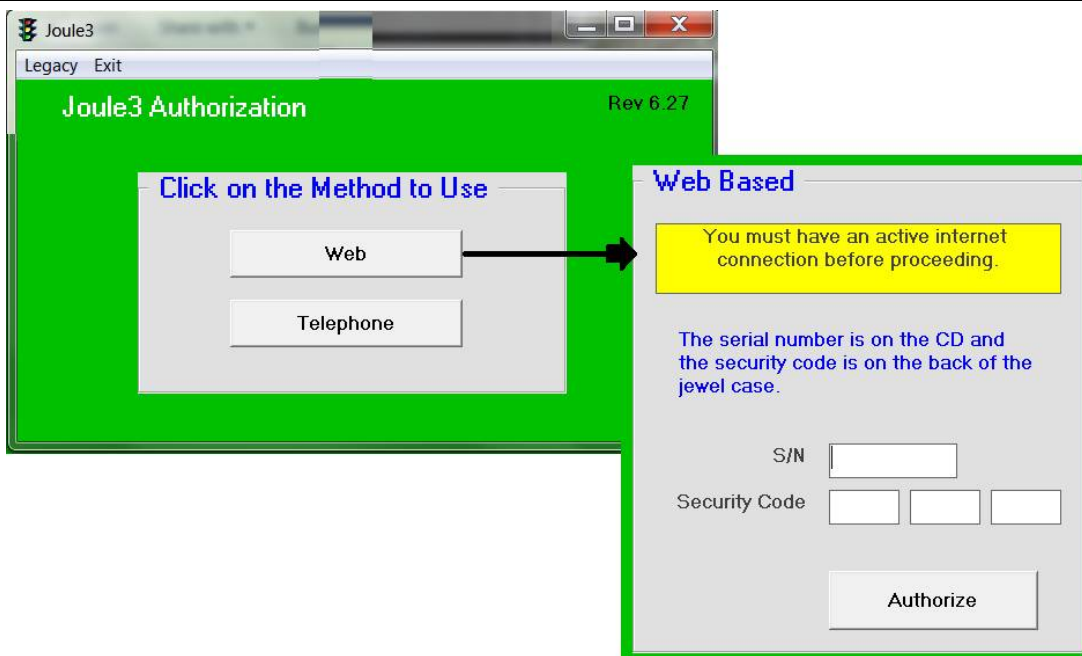 Joule3
Legacy Exit
Joule3 Authorization
Rev 6.27
Click on the Method to Use
Web
Telephone
Web Based
You must have an active internet
connection before proceeding.
The serial number is on the CD and
the security code is on the back of the
jewel case.
S/N
Security Code
Authorize